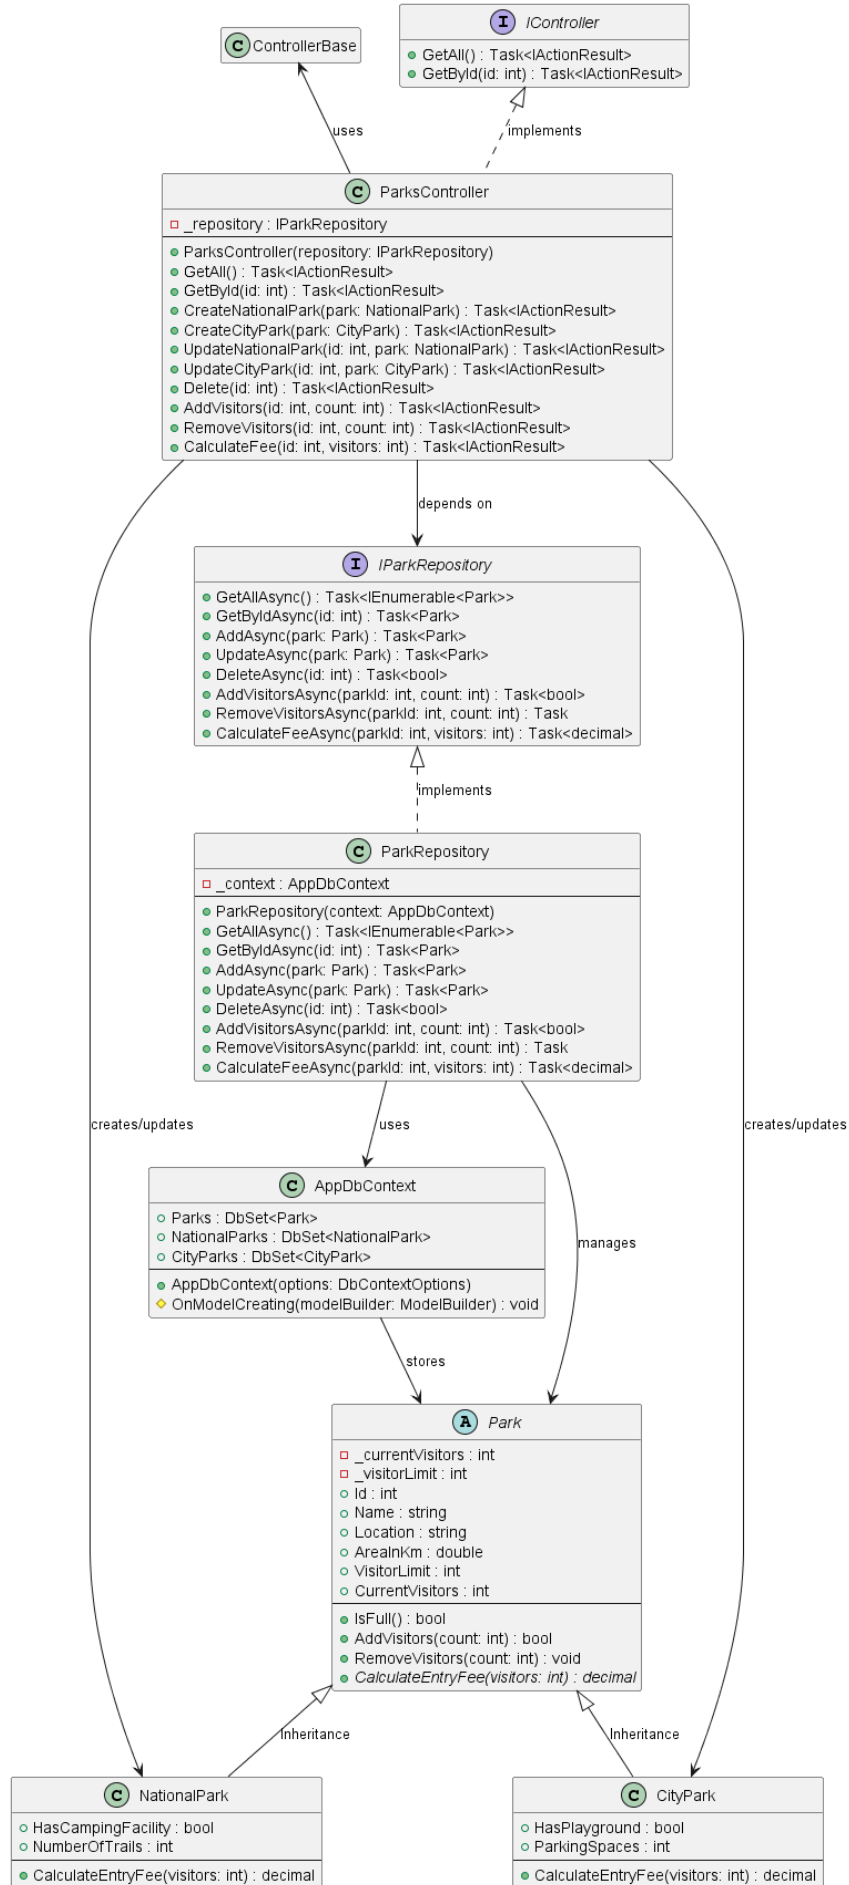 I IController
GetAll() : Task<IActionResult>
GetById(id: int) : Task<IActionResult>
C ControllerBase
uses
implements
C ParksController
_repository : IParkRepository
ParksController(repository: IParkRepository)
GetAll() : Task<IActionResult>
GetById(id: int) : Task<IActionResult>
CreateNationalPark(park: NationalPark) : Task<IActionResult>
CreateCityPark(park: CityPark) : Task<IActionResult>
UpdateNationalPark(id: int, park: NationalPark) : Task<IActionResult>
UpdateCityPark(id: int, park: CityPark) : Task<IActionResult>
Delete(id: int) : Task<IActionResult>
AddVisitors(id: int, count: int) : Task<IActionResult>
RemoveVisitors(id: int, count: int) : Task<IActionResult>
CalculateFee(id: int, visitors: int) : Task<IActionResult>
depends on
I IParkRepository
GetAllAsync() : Task<IEnumerable<Park>>
GetByIdAsync(id: int) : Task<Park>
AddAsync(park: Park) : Task<Park>
UpdateAsync(park: Park) : Task<Park>
DeleteAsync(id: int) : Task<bool>
AddVisitorsAsync(parkId: int, count: int) : Task<bool>
RemoveVisitorsAsync(parkId: int, count: int) : Task
CalculateFeeAsync(parkId: int, visitors: int) : Task<decimal>
implements
C ParkRepository
_context : AppDbContext
ParkRepository(context: AppDbContext)
GetAllAsync() : Task<IEnumerable<Park>>
GetByIdAsync(id: int) : Task<Park>
AddAsync(park: Park) : Task<Park>
UpdateAsync(park: Park) : Task<Park>
DeleteAsync(id: int) : Task<bool>
AddVisitorsAsync(parkId: int, count: int) : Task<bool>
RemoveVisitorsAsync(parkId: int, count: int) : Task
CalculateFeeAsync(parkId: int, visitors: int) : Task<decimal>
creates/updates
uses
creates/updates
C AppDbContext
Parks : DbSet<Park>
NationalParks : DbSet<NationalPark>
CityParks : DbSet<CityPark>
AppDbContext(options: DbContextOptions)
OnModelCreating(modelBuilder: ModelBuilder) : void
manages
stores
A Park
_currentVisitors : int
_visitorLimit : int
Id : int
Name : string
Location : string
AreaInKm : double
VisitorLimit : int
CurrentVisitors : int
IsFull() : bool
AddVisitors(count: int) : bool
RemoveVisitors(count: int) : void
CalculateEntryFee(visitors: int) : decimal
Inheritance
Inheritance
C NationalPark
HasCampingFacility : bool
NumberOfTrails : int
CalculateEntryFee(visitors: int) : decimal
C CityPark
HasPlayground : bool
ParkingSpaces : int
CalculateEntryFee(visitors: int) : decimal